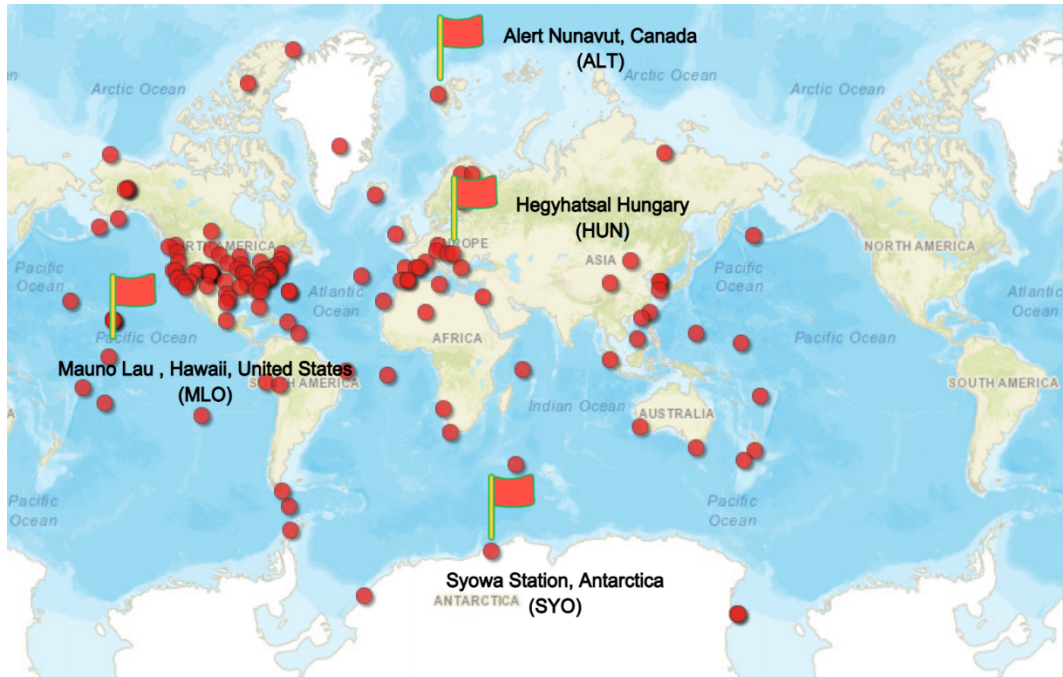 Alert Nunavut, Canada
(ALT)
Arctic Ocean
Arctic Ocean
Arctic Ocean
Hegyhatsal Hungary
(HUN)
NORTH AMERICA
EUROPE
ASIA
NORTH AMERICA
Pacific
Ocean
Atlantic
Ocean
Pacific
Ocean
Atlantic
Ocean
Pacific Ocean
AFRICA
Mauno Lau , Hawaii, United States
(MLO)
SOUTH AMERICA
SOUTH AMERICA
Indian Ocean
AUSTRALIA
Pacific
Ocean
Pacific
Ocean
Syowa Station, Antarctica
(SYO)
ANTARCTICA